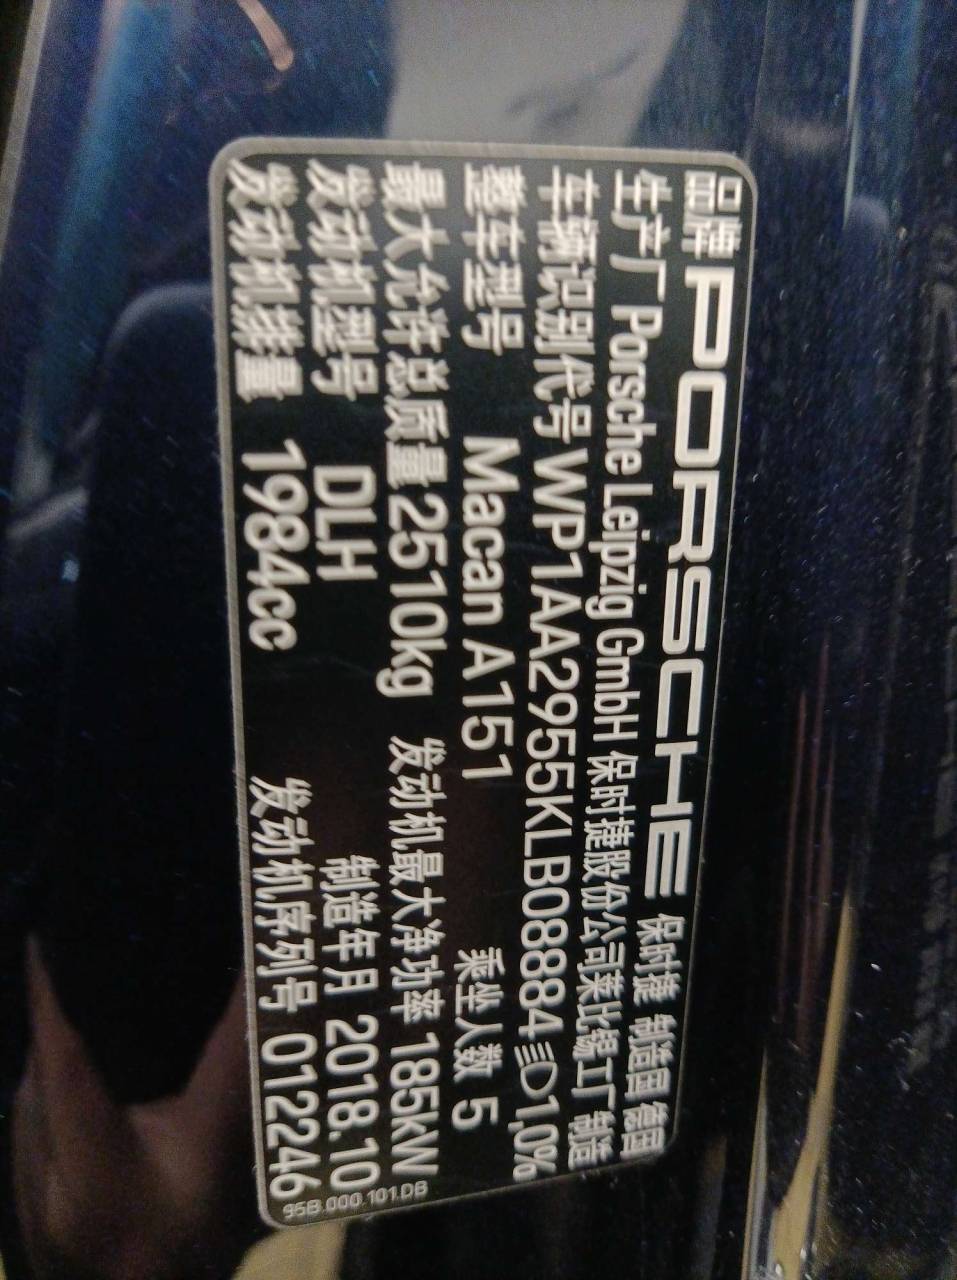 品牌 PORSCHE 保时捷 制造国 德国
生产厂 Porsche Leipzig GmbH 保时捷股份公司莱比锡工厂 制造
车辆识别代号 WP1AA2955KLB08884 1,0%
整车型号 Macan A151 乘坐人数 5
最大允许总质量 2510kg 发动机最大净功率 185kW
发动机型号 DLH 制造年月 2018.10
发动机排量 1984cc 发动机序列号 012246
95B.000.101.DB